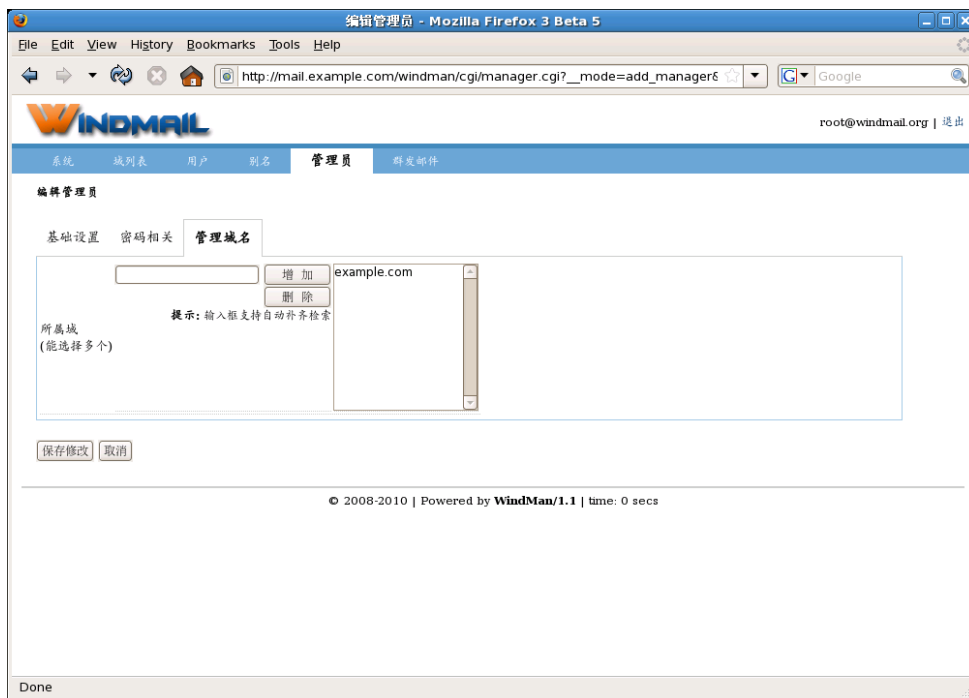 编辑管理员 - Mozilla Firefox 3 Beta 5
File Edit View History Bookmarks Tools Help
http://mail.example.com/windman/cgi/manager.cgi?__mode=add_manager& Google
WINDMAIL
root@windmail.org | 退出
系统 域列表 用户 别名 管理员 群发邮件
编辑管理员
基础设置 密码相关 管理域名
增 加 example.com
删 除
提示: 输入框支持自动补齐检索
所属域
(能选择多个)
保存修改 取消
© 2008-2010 | Powered by WindMan/1.1 | time: 0 secs
Done